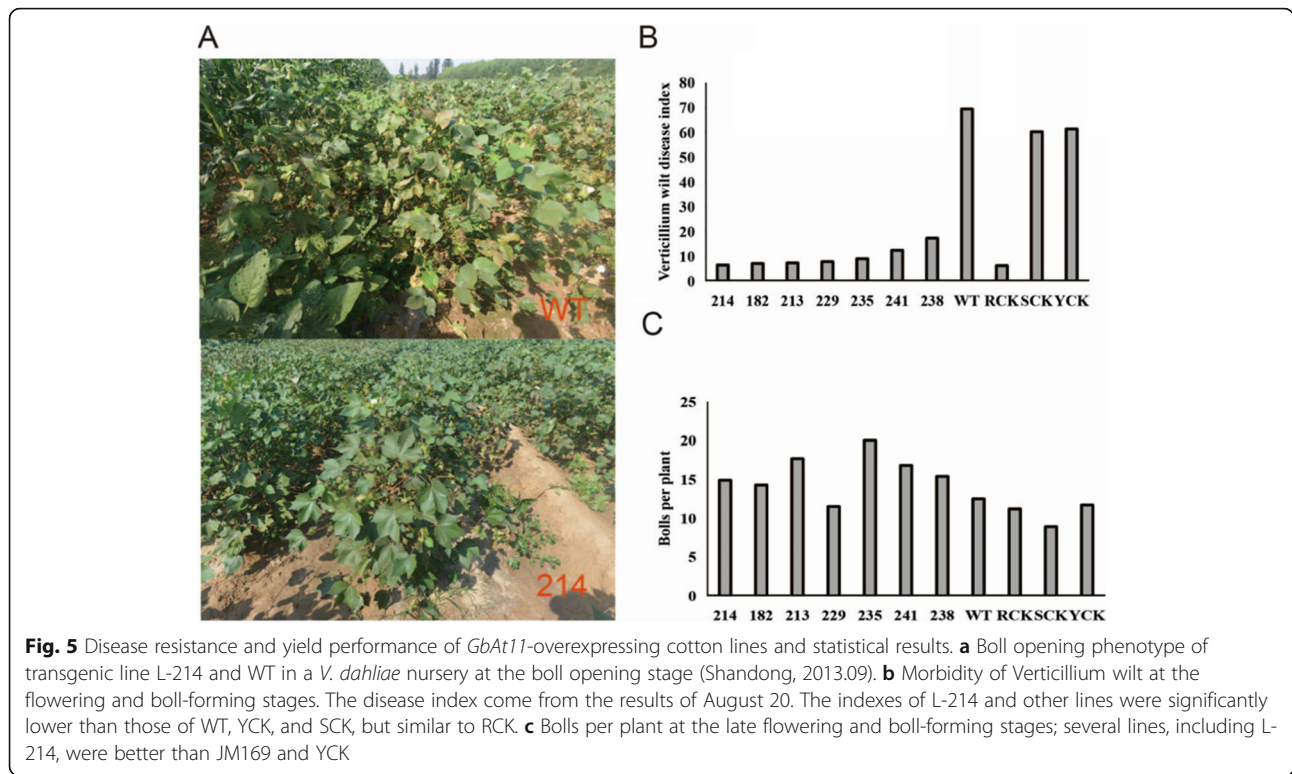 A
WT
214
B
Verticillium wilt disease index
80
70
60
50
40
30
20
10
0
214 182 213 229 235 241 238 WT RCK SCK YCK
C
Bolls per plant
25
20
15
10
5
0
214 182 213 229 235 241 238 WT RCK SCK YCK
Fig. 5 Disease resistance and yield performance of GbAt11-overexpressing cotton lines and statistical results. a Boll opening phenotype of
transgenic line L-214 and WT in a V. dahliae nursery at the boll opening stage (Shandong, 2013.09). b Morbidity of Verticillium wilt at the
flowering and boll-forming stages. The disease index come from the results of August 20. The indexes of L-214 and other lines were significantly
lower than those of WT, YCK, and SCK, but similar to RCK. c Bolls per plant at the late flowering and boll-forming stages; several lines, including L-
214, were better than JM169 and YCK